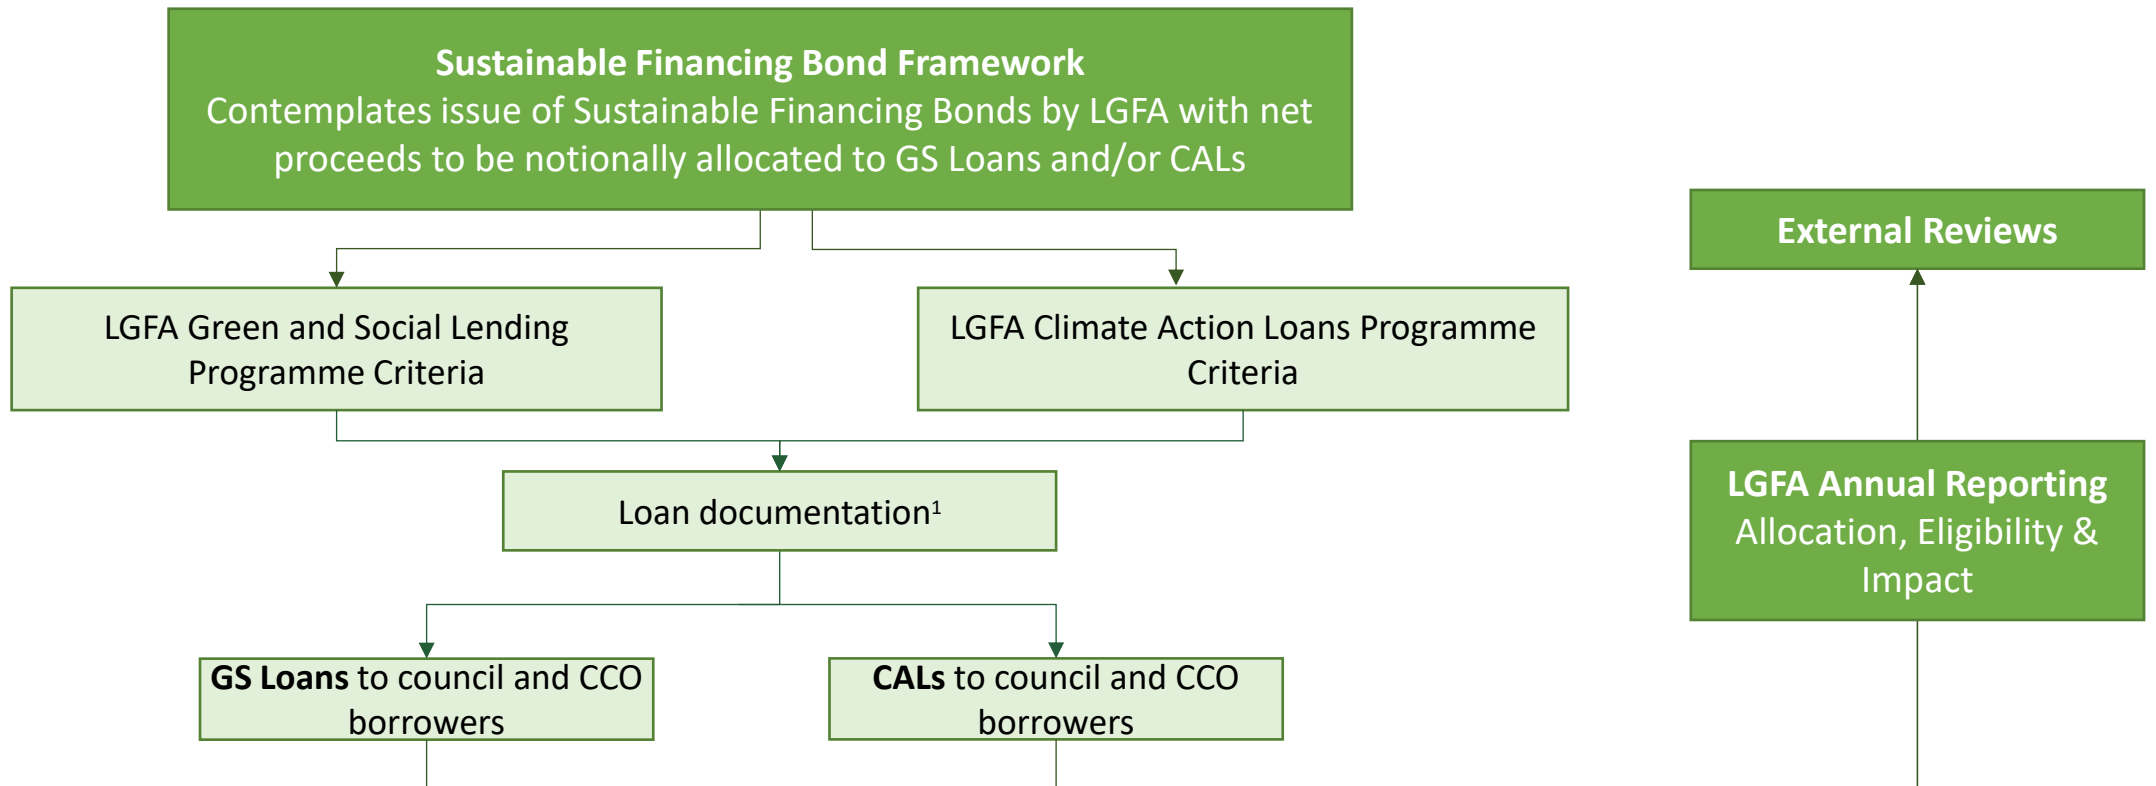 Sustainable Financing Bond Framework
Contemplates issue of Sustainable Financing Bonds by LGFA with net
proceeds to be notionally allocated to GS Loans and/or CALs
External Reviews
LGFA Green and Social Lending
Programme Criteria
LGFA Climate Action Loans Programme
Criteria
Loan documentation¹
LGFA Annual Reporting
Allocation, Eligibility &
Impact
GS Loans to council and CCO
borrowers
CALs to council and CCO
borrowers